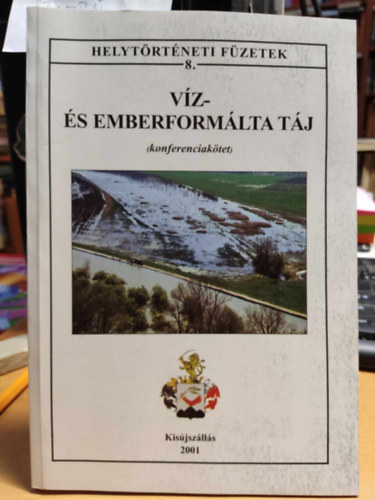 HELYTÖRTÉNETI FÜZETEK
8.
VÍZ-
ÉS EMBERFORMÁLTA TÁJ
(konferenciakötet)
Kisújszállás
2001